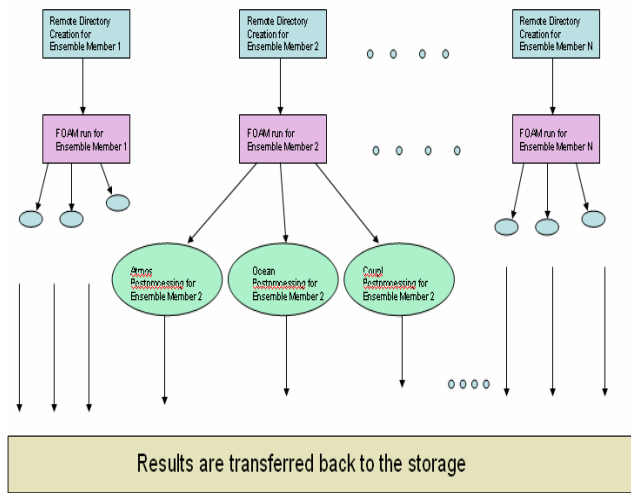 Remote Directory
Creation for
Ensemble Member 1
Remote Directory
Creation for
Ensemble Member 2
Remote Directory
Creation for
Ensemble Member N
FOAM run for
Ensemble Member 1
FOAM run for
Ensemble Member 2
FOAM run for
Ensemble Member N
Atmos
Postprocessing for
Ensemble Member 2
Ocean
Postprocessing for
Ensemble Member 2
Coupl
Postprocessing for
Ensemble Member 2
Results are transferred back to the storage